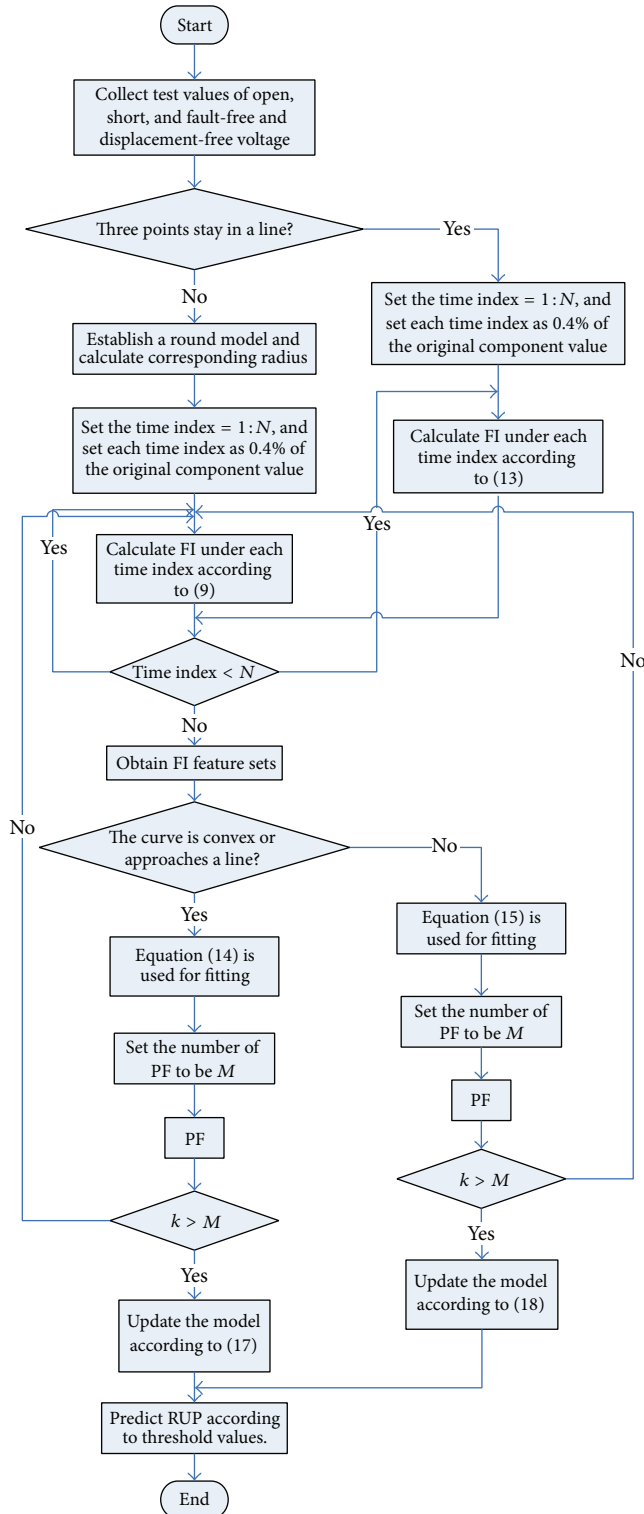 Start
Collect test values of open,
short, and fault-free and
displacement-free voltage
Three points stay in a line?
Yes
No
Set the time index = 1 : N, and
set each time index as 0.4% of
the original component value
Establish a round model and
calculate corresponding radius
Set the time index = 1 : N, and
set each time index as 0.4% of
the original component value
Calculate FI under each
time index according
to (13)
Yes
Yes
Calculate FI under each
time index according
to (9)
Time index < N
No
No
Obtain FI feature sets
No
The curve is convex or
approaches a line?
No
Yes
Equation (15) is
used for fitting
Equation (14) is
used for fitting
Set the number of
PF to be M
Set the number of
PF to be M
PF
PF
k > M
k > M
Yes
Yes
Update the model
according to (18)
Update the model
according to (17)
Predict RUP according
to threshold values.
End